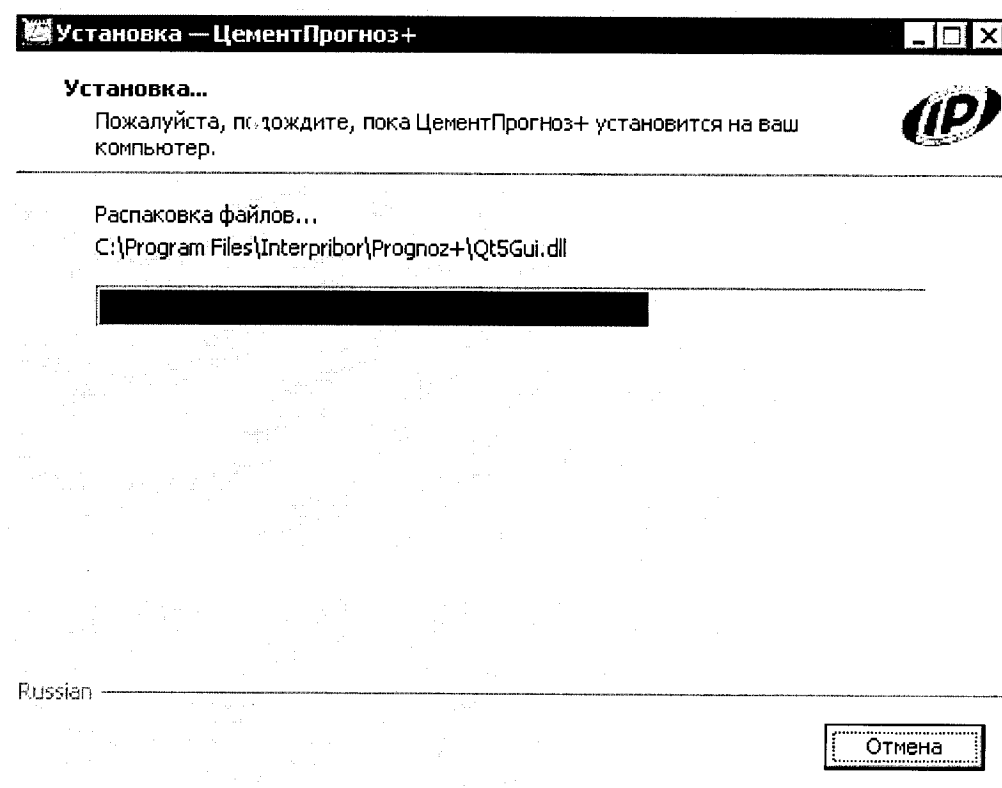 Установка — ЦементПрогноз+
Установка...
Пожалуйста, подождите, пока ЦементПрогноз+ установится на ваш
компьютер.
IP
Распаковка файлов...
C:\Program Files\Interpribor\Prognoz+\Qt5Gui.dll
Russian
Отмена